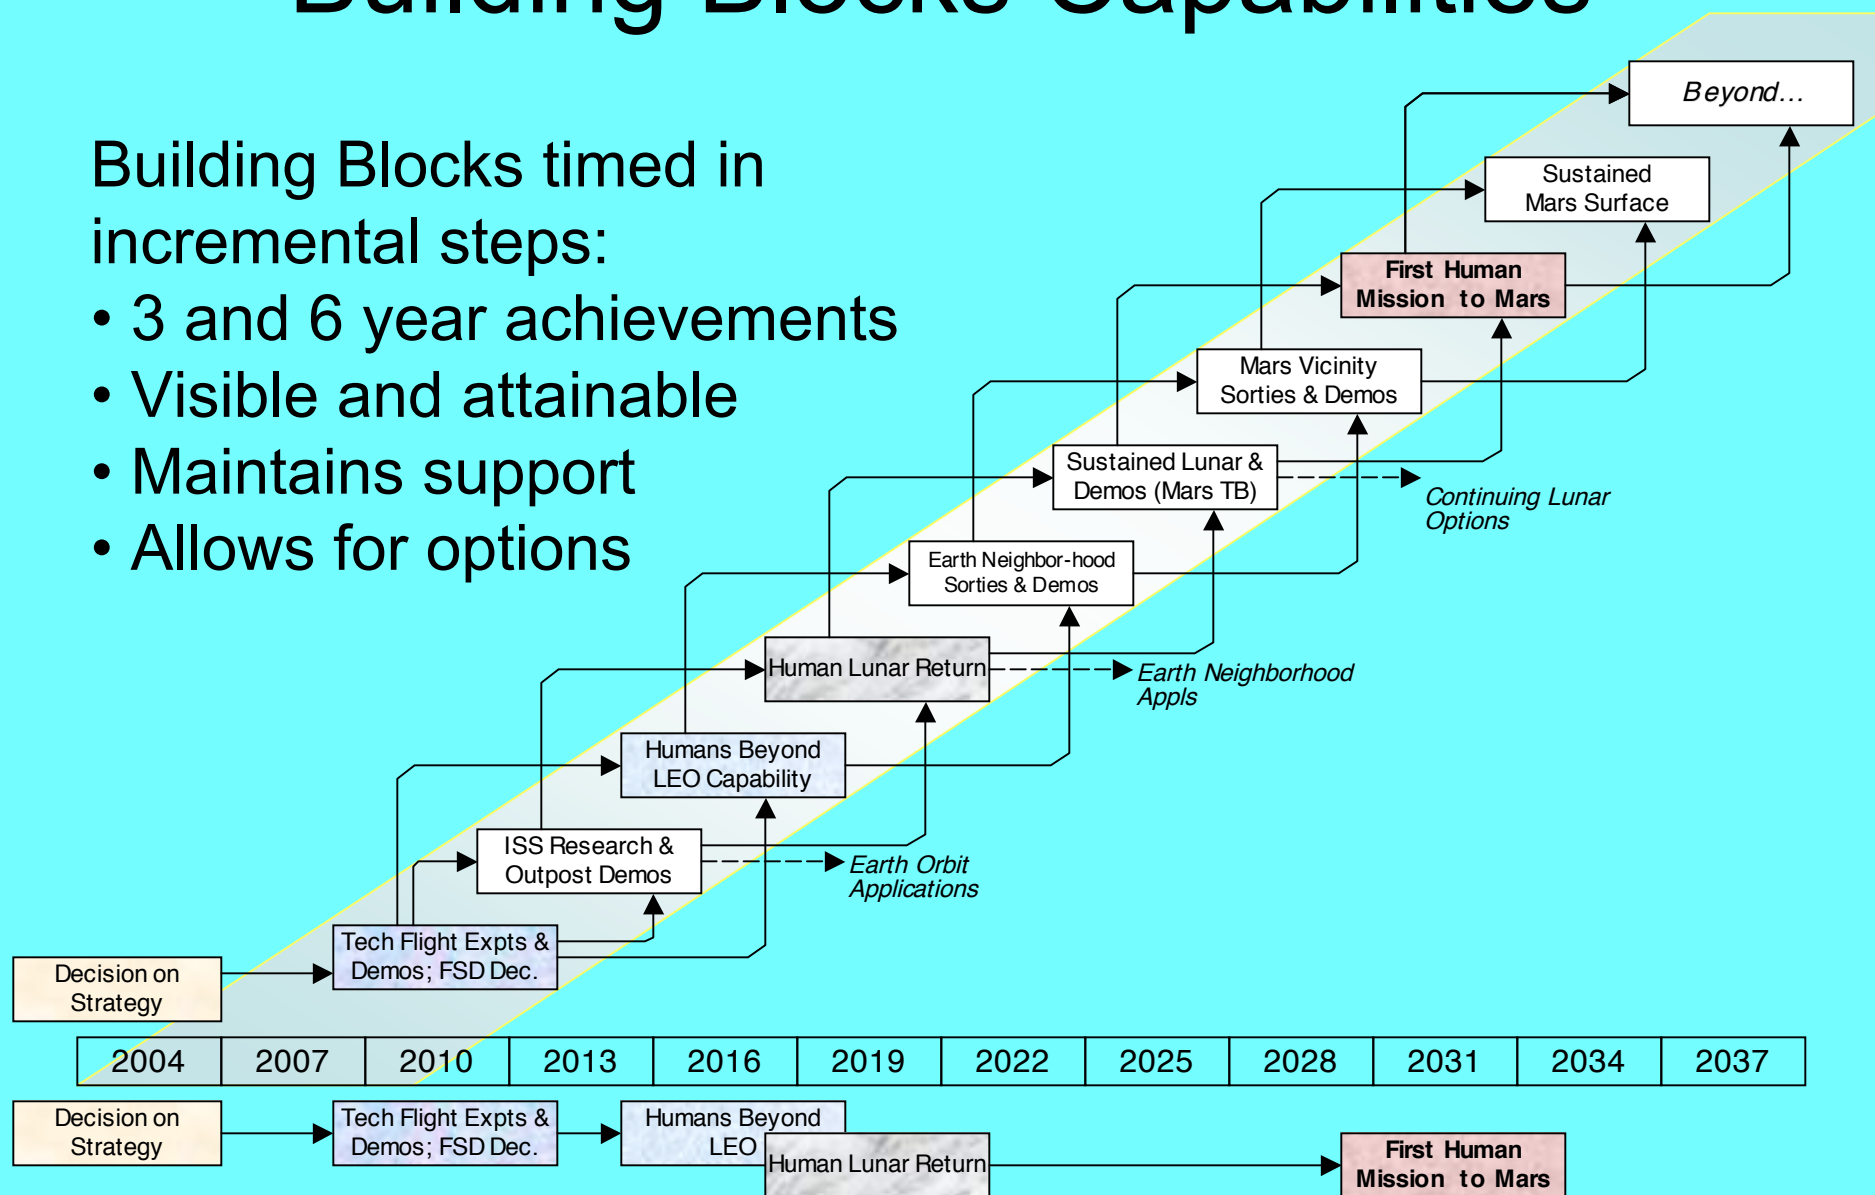 Building Blocks Capabilities
Building Blocks timed in
incremental steps:
• 3 and 6 year achievements
• Visible and attainable
• Maintains support
• Allows for options
Beyond...
Sustained
Mars Surface
First Human
Mission to Mars
Mars Vicinity
Sorties & Demos
Sustained Lunar &
Demos (Mars TB)
Continuing Lunar
Options
Earth Neighbor-hood
Sorties & Demos
Human Lunar Return
Earth Neighborhood
Appls
Humans Beyond
LEO Capability
ISS Research &
Outpost Demos
Earth Orbit
Applications
Tech Flight Expts &
Demos; FSD Dec.
Decision on
Strategy
2004 2007 2010 2013 2016 2019 2022 2025 2028 2031 2034 2037
Decision on
Strategy
Tech Flight Expts &
Demos; FSD Dec.
Humans Beyond
LEO
Human Lunar Return
First Human
Mission to Mars